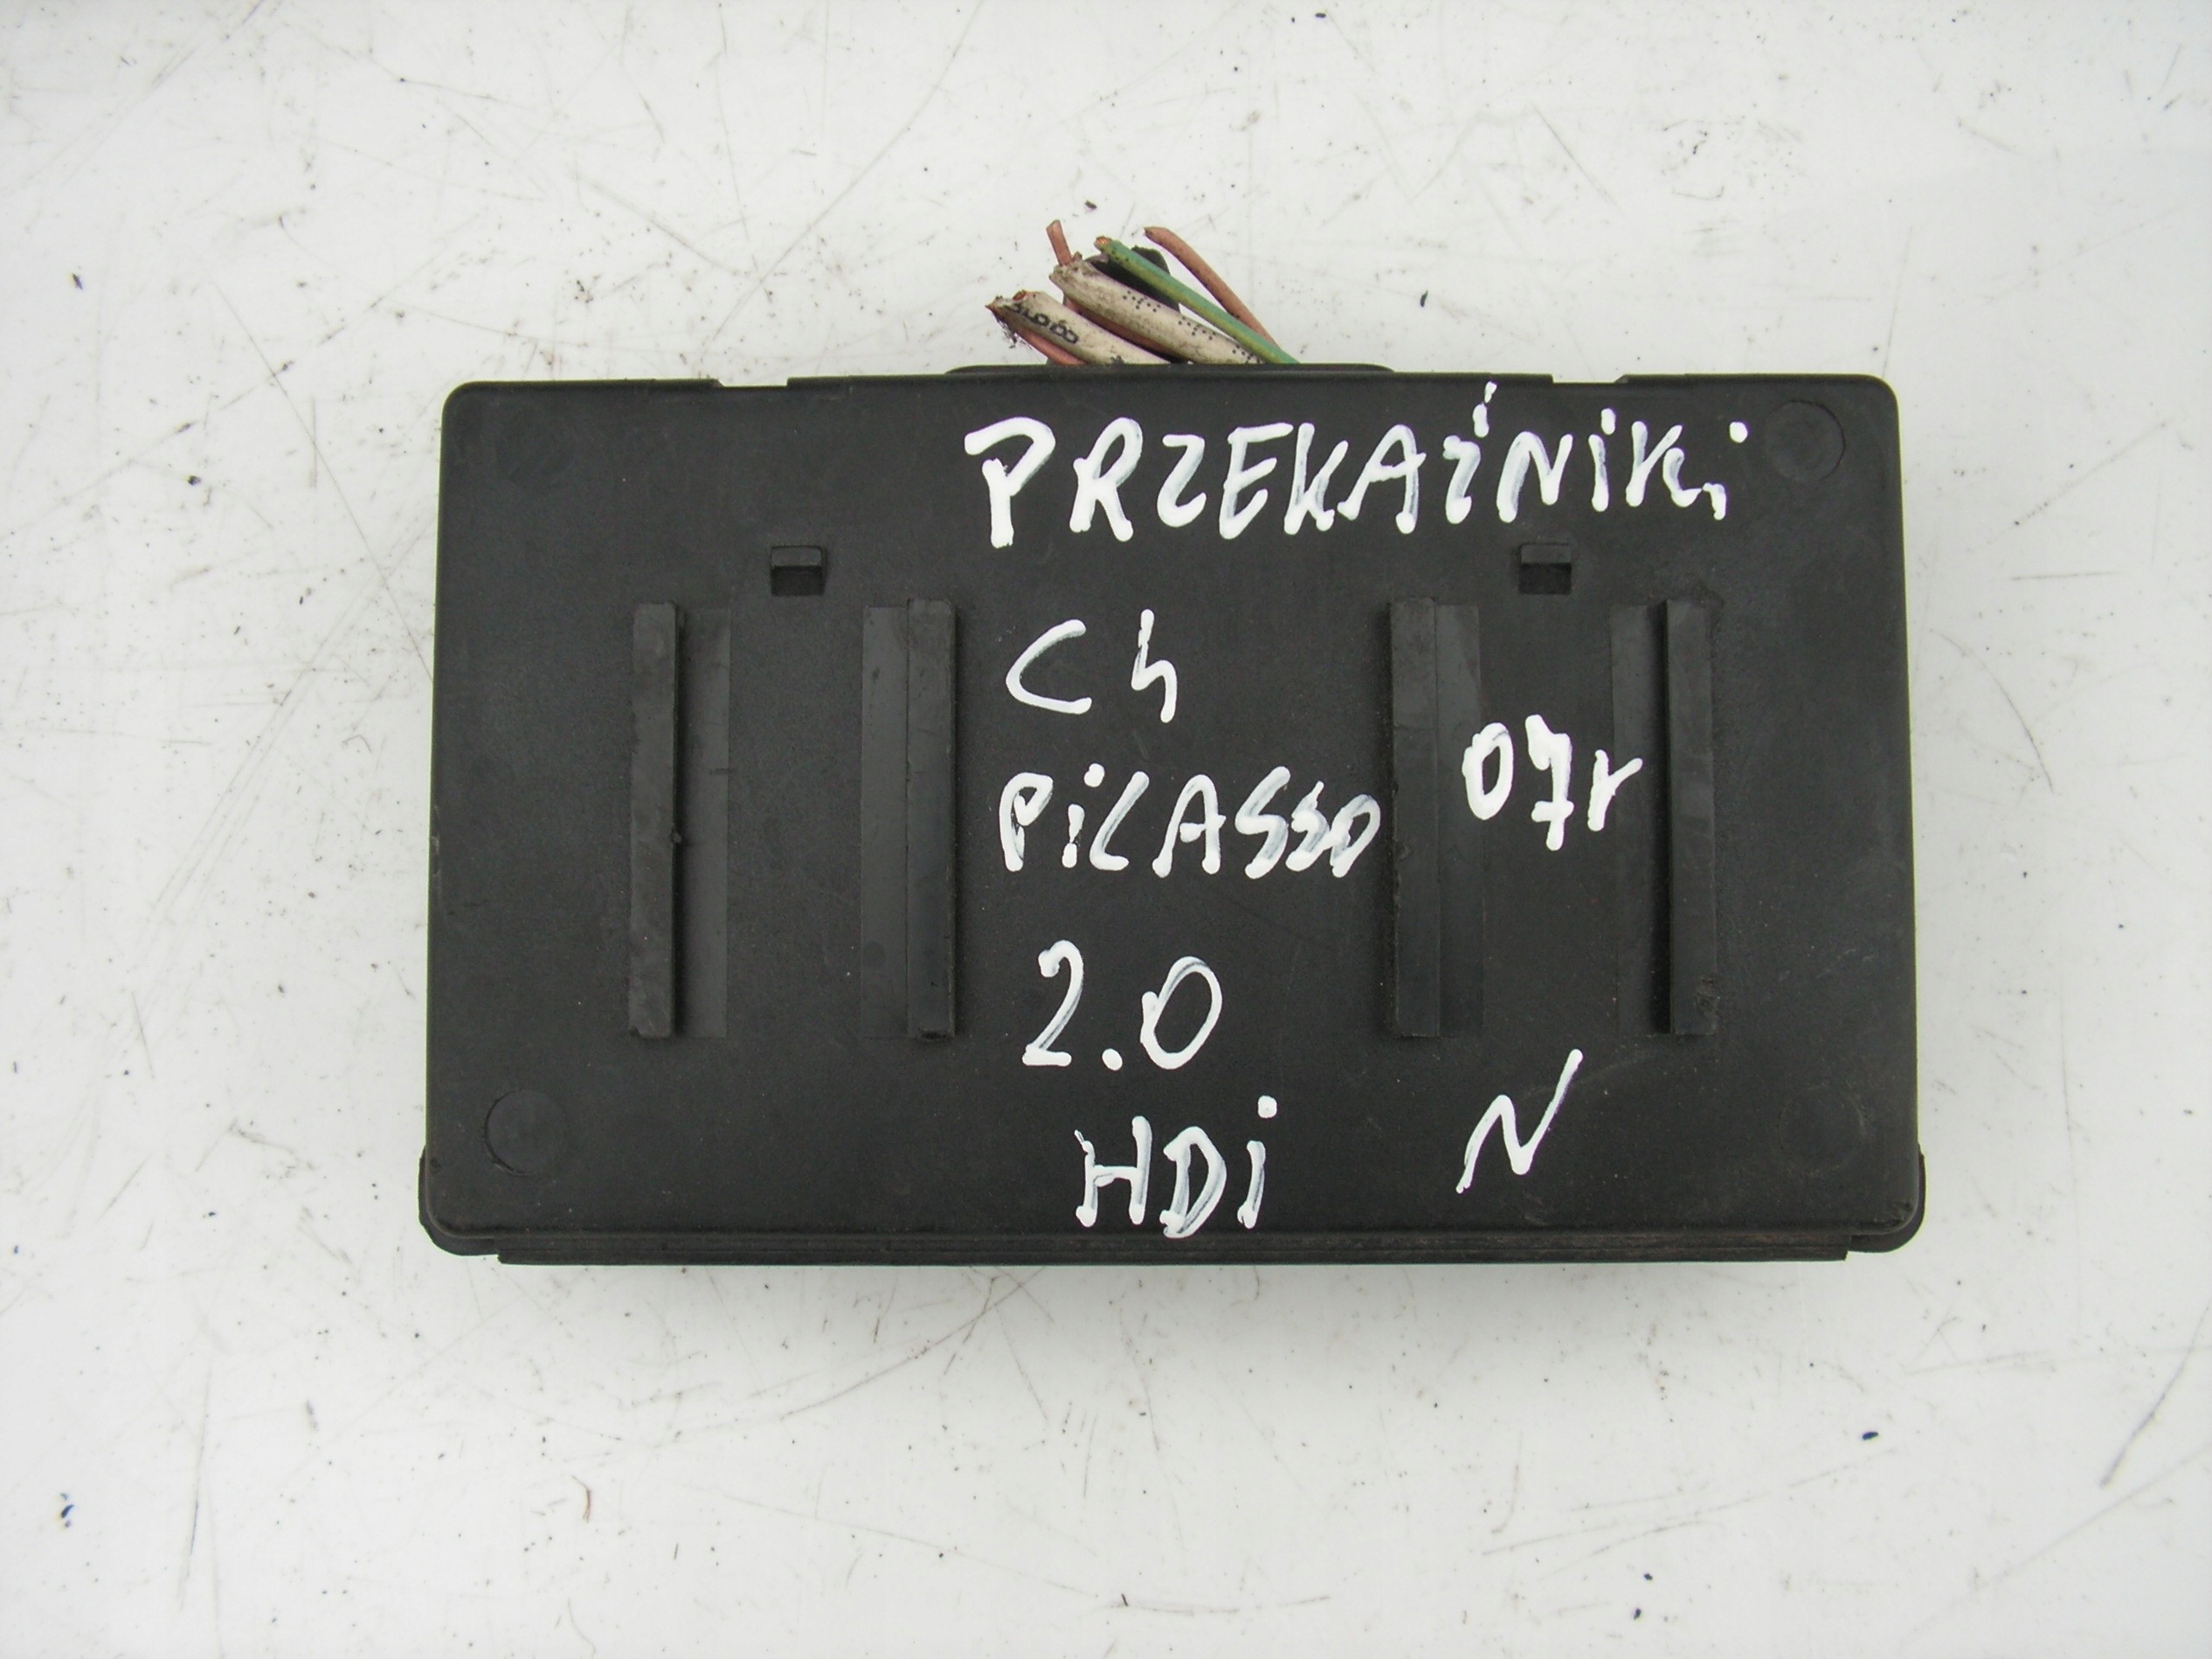 PRZEKAŹNIKi
C4
PiCASSO
07r
2.0
HDi
N